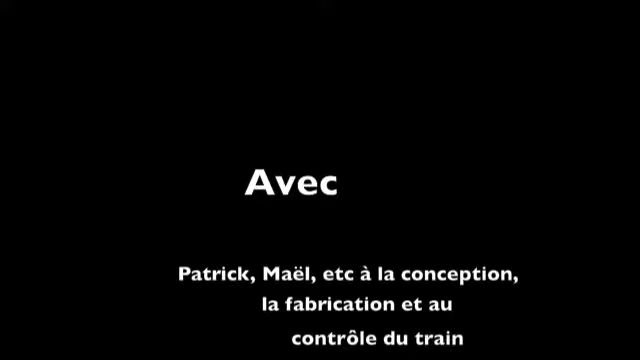 Avec
Patrick, Maël, etc à la conception,
la fabrication et au
contrôle du train